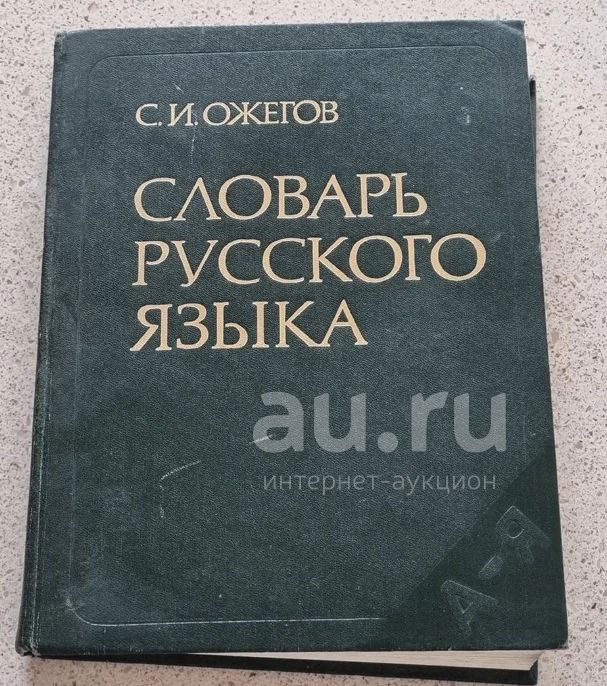 С. И. ОЖЕГОВ
СЛОВАРЬ
РУССКОГО
ЯЗЫКА
au.ru
интернет-аукцион
А-Я